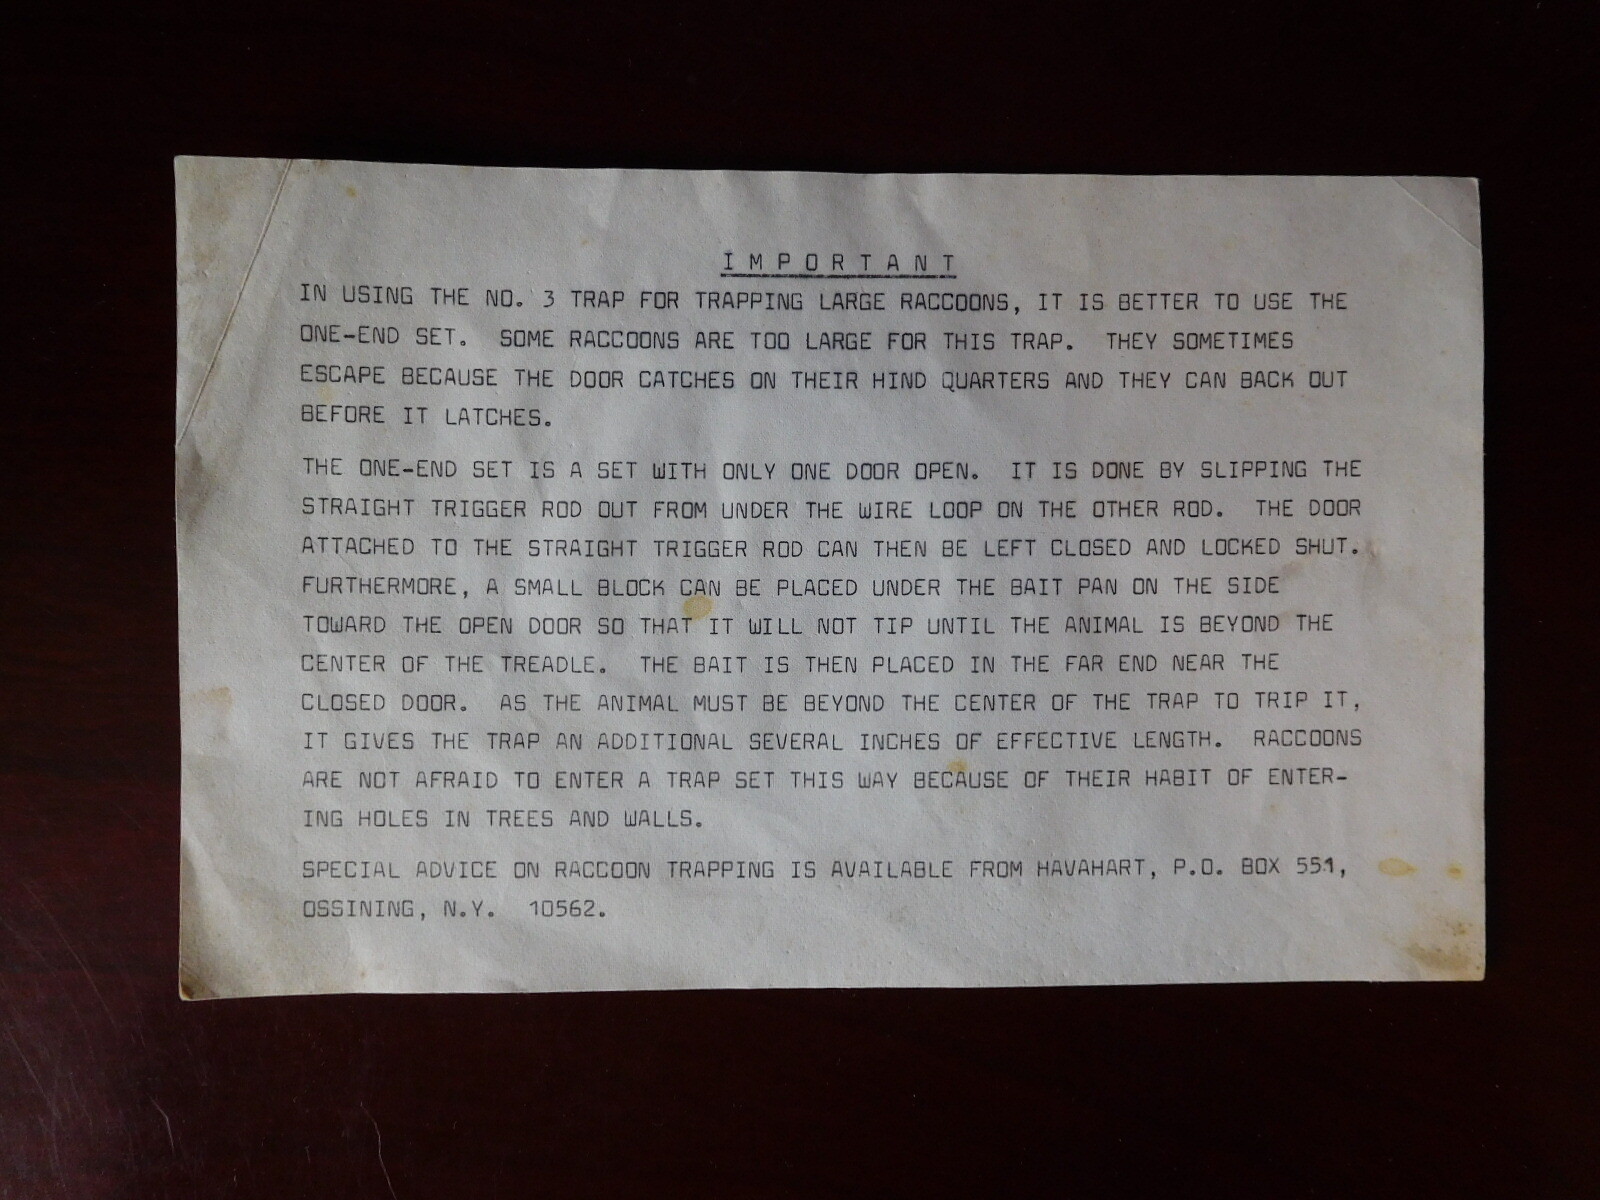 IMPORTANT
IN USING THE NO. 3 TRAP FOR TRAPPING LARGE RACCOONS, IT IS BETTER TO USE THE
ONE-END SET. SOME RACCOONS ARE TOO LARGE FOR THIS TRAP. THEY SOMETIMES
ESCAPE BECAUSE THE DOOR CATCHES ON THEIR HIND QUARTERS AND THEY CAN BACK OUT
BEFORE IT LATCHES.
THE ONE-END SET IS A SET WITH ONLY ONE DOOR OPEN. IT IS DONE BY SLIPPING THE
STRAIGHT TRIGGER ROD OUT FROM UNDER THE WIRE LOOP ON THE OTHER ROD. THE DOOR
ATTACHED TO THE STRAIGHT TRIGGER ROD CAN THEN BE LEFT CLOSED AND LOCKED SHUT.
FURTHERMORE, A SMALL BLOCK CAN BE PLACED UNDER THE BAIT PAN ON THE SIDE
TOWARD THE OPEN DOOR SO THAT IT WILL NOT TIP UNTIL THE ANIMAL IS BEYOND THE
CENTER OF THE TREADLE. THE BAIT IS THEN PLACED IN THE FAR END NEAR THE
CLOSED DOOR. AS THE ANIMAL MUST BE BEYOND THE CENTER OF THE TRAP TO TRIP IT,
IT GIVES THE TRAP AN ADDITIONAL SEVERAL INCHES OF EFFECTIVE LENGTH. RACCOONS
ARE NOT AFRAID TO ENTER A TRAP SET THIS WAY BECAUSE OF THEIR HABIT OF ENTER-
ING HOLES IN TREES AND WALLS.
SPECIAL ADVICE ON RACCOON TRAPPING IS AVAILABLE FROM HAVAHART, P.O. BOX 551,
OSSINING, N.Y. 10562.